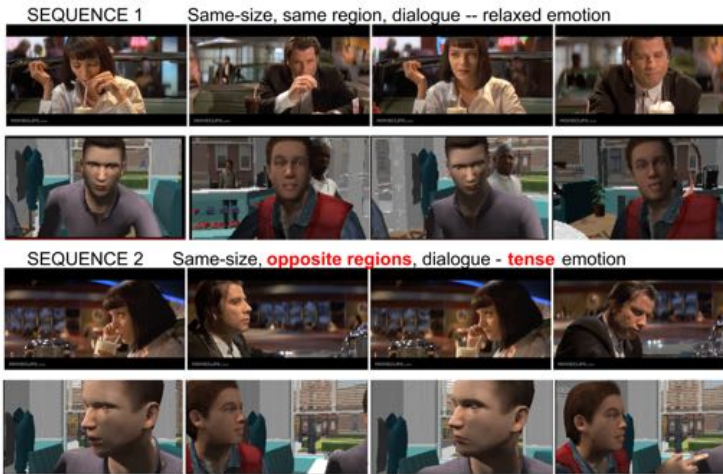 SEQUENCE 1 Same-size, same region, dialogue -- relaxed emotion
SEQUENCE 2 Same-size, opposite regions, dialogue - tense emotion